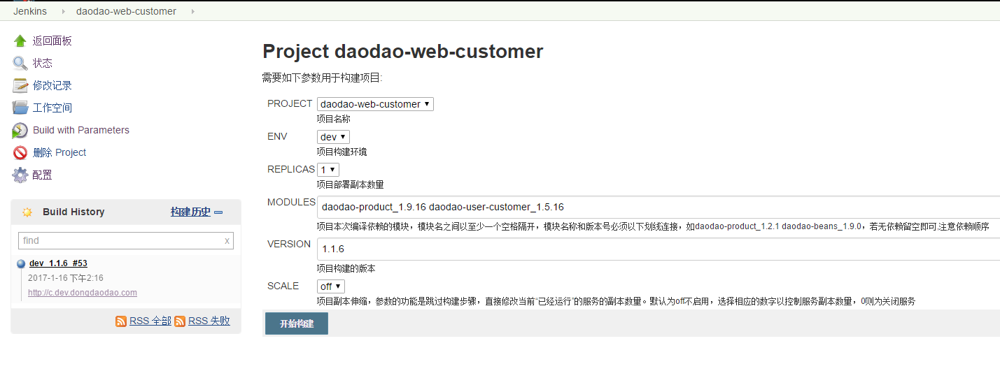 Jenkins daodao-web-customer
返回面板
状态
修改记录
工作空间
Build with Parameters
删除 Project
配置
Build History 构建历史
find x
dev_1.1.6_#53
2017-1-16 下午2:16
http://c.dev.dongdaodao.com
RSS 全部 RSS 失败
Project daodao-web-customer
需要如下参数用于构建项目:
PROJECT daodao-web-customer
项目名称
ENV dev
项目构建环境
REPLICAS 1
项目部署副本数量
MODULES daodao-product_1.9.16 daodao-user-customer_1.5.16
项目本次编译依赖的模块，模块名之间以至少一个空格隔开，模块名称和版本号必须以下划线连接，如daodao-product_1.2.1 daodao-beans_1.9.0，若无依赖留空即可,注意依赖顺序
VERSION 1.1.6
项目构建的版本
SCALE off
项目副本伸缩，参数的功能是跳过构建步骤，直接修改当前“已经运行”的服务的副本数量。默认为off不启用，选择相应的数字以控制服务副本数量，0则为关闭服务
开始构建